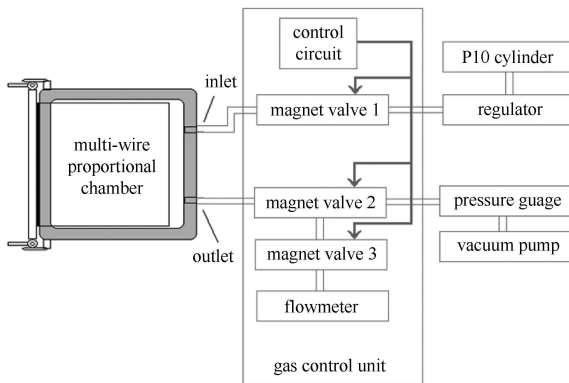 control
circuit
P10 cylinder
inlet
magnet valve 1
regulator
multi-wire
proportional
chamber
magnet valve 2
pressure guage
outlet
magnet valve 3
vacuum pump
flowmeter
gas control unit